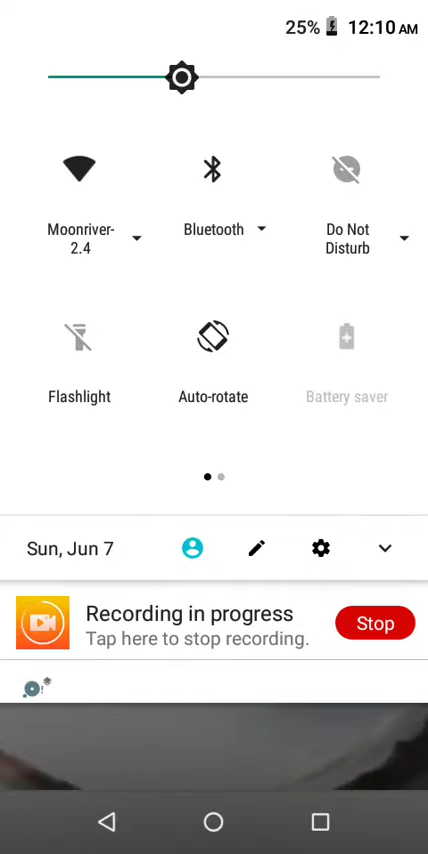 25% 12:10 AM
Moonriver-
2.4
Bluetooth
Do Not
Disturb
Flashlight
Auto-rotate
Battery saver
Sun, Jun 7
Recording in progress
Tap here to stop recording.
Stop